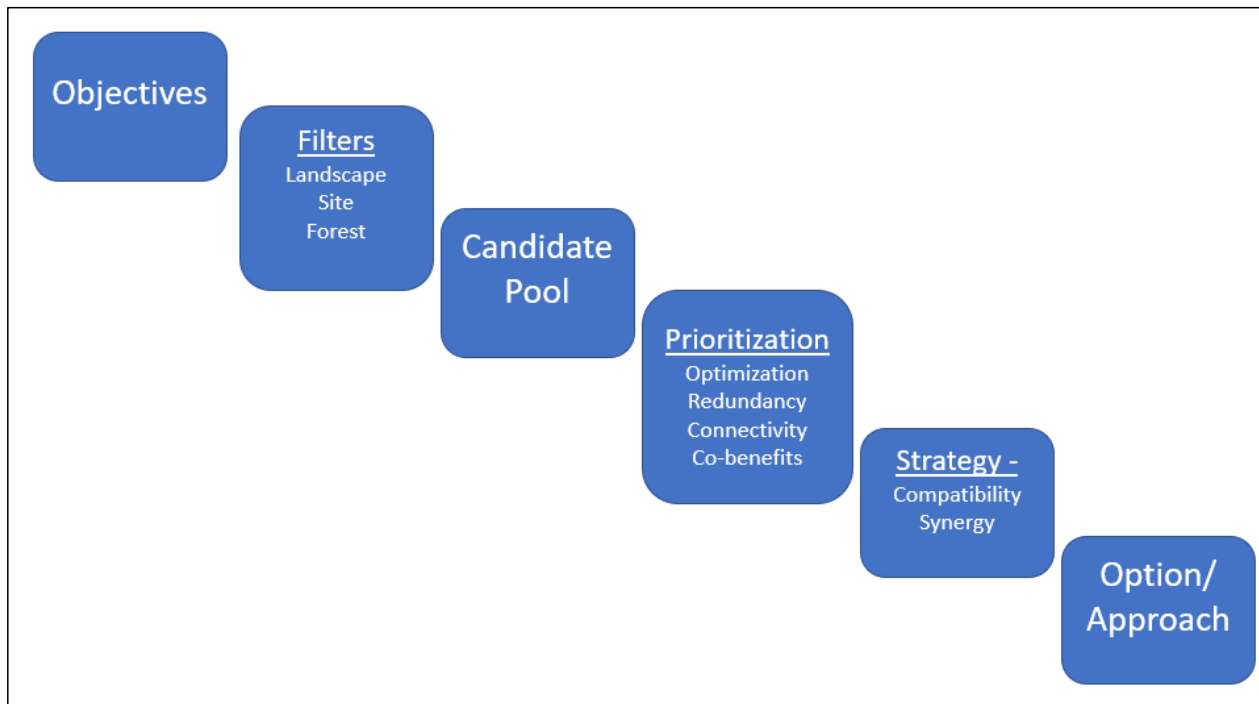 Objectives
Filters
Landscape
Site
Forest
Candidate
Pool
Prioritization
Optimization
Redundancy
Connectivity
Co-benefits
Strategy -
Compatibility
Synergy
Option/
Approach